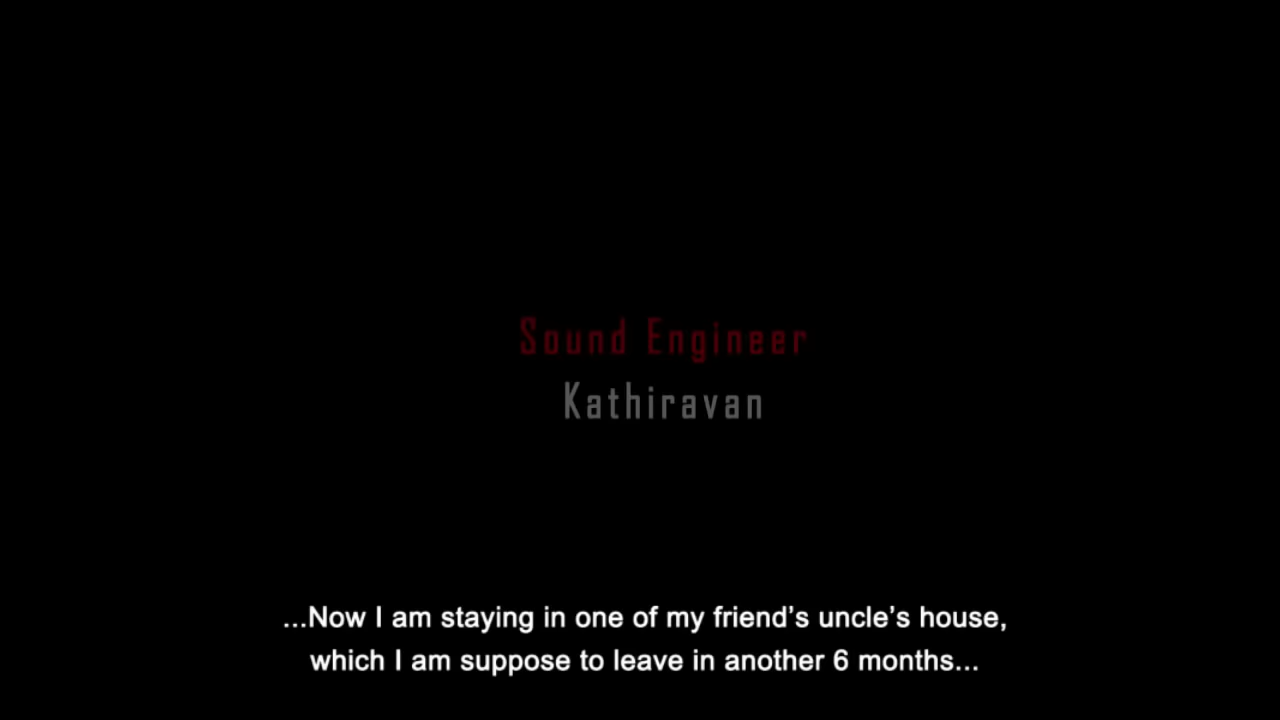 Sound Engineer
Kathiravan
...Now I am staying in one of my friend’s uncle’s house,
which I am suppose to leave in another 6 months...